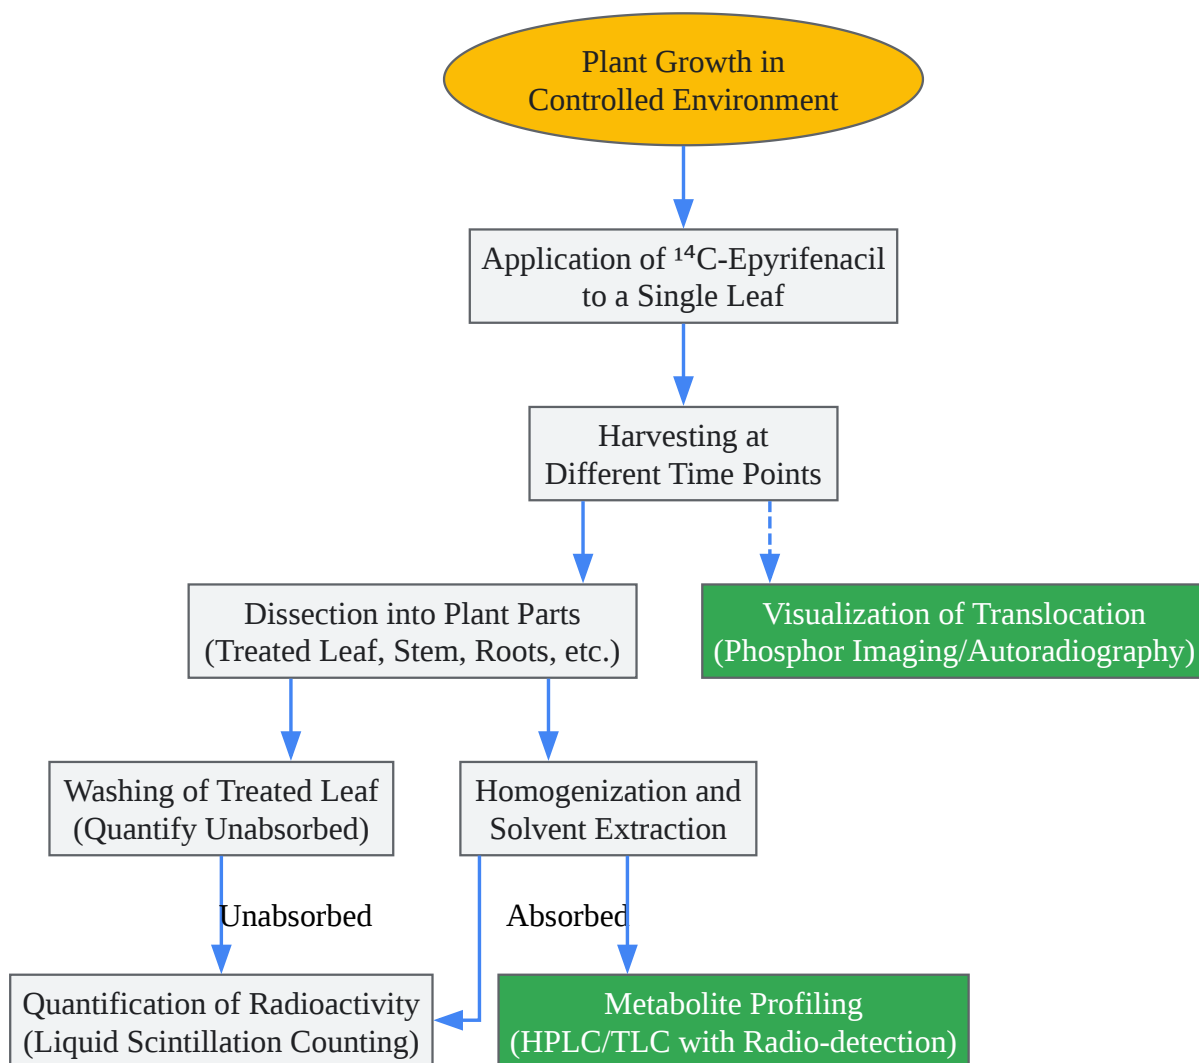 Plant Growth in
Controlled Environment
Application of ¹⁴C-Epyrifenacil
to a Single Leaf
Harvesting at
Different Time Points
Dissection into Plant Parts
(Treated Leaf, Stem, Roots, etc.)
Visualization of Translocation
(Phosphor Imaging/Autoradiography)
Washing of Treated Leaf
(Quantify Unabsorbed)
Homogenization and
Solvent Extraction
Unabsorbed
Absorbed
Quantification of Radioactivity
(Liquid Scintillation Counting)
Metabolite Profiling
(HPLC/TLC with Radio-detection)